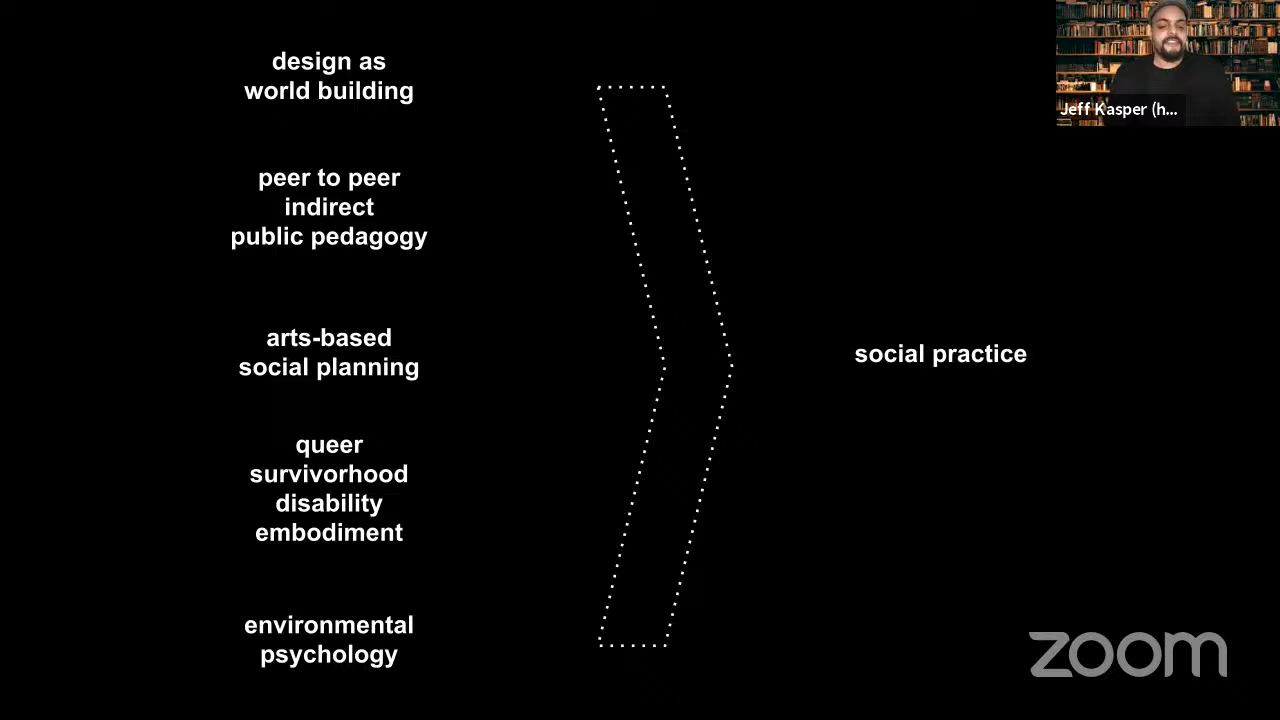 design as
world building
peer to peer
indirect
public pedagogy
arts-based
social planning
queer
survivorhood
disability
embodiment
environmental
psychology
social practice
Jeff Kasper (h...
zoom